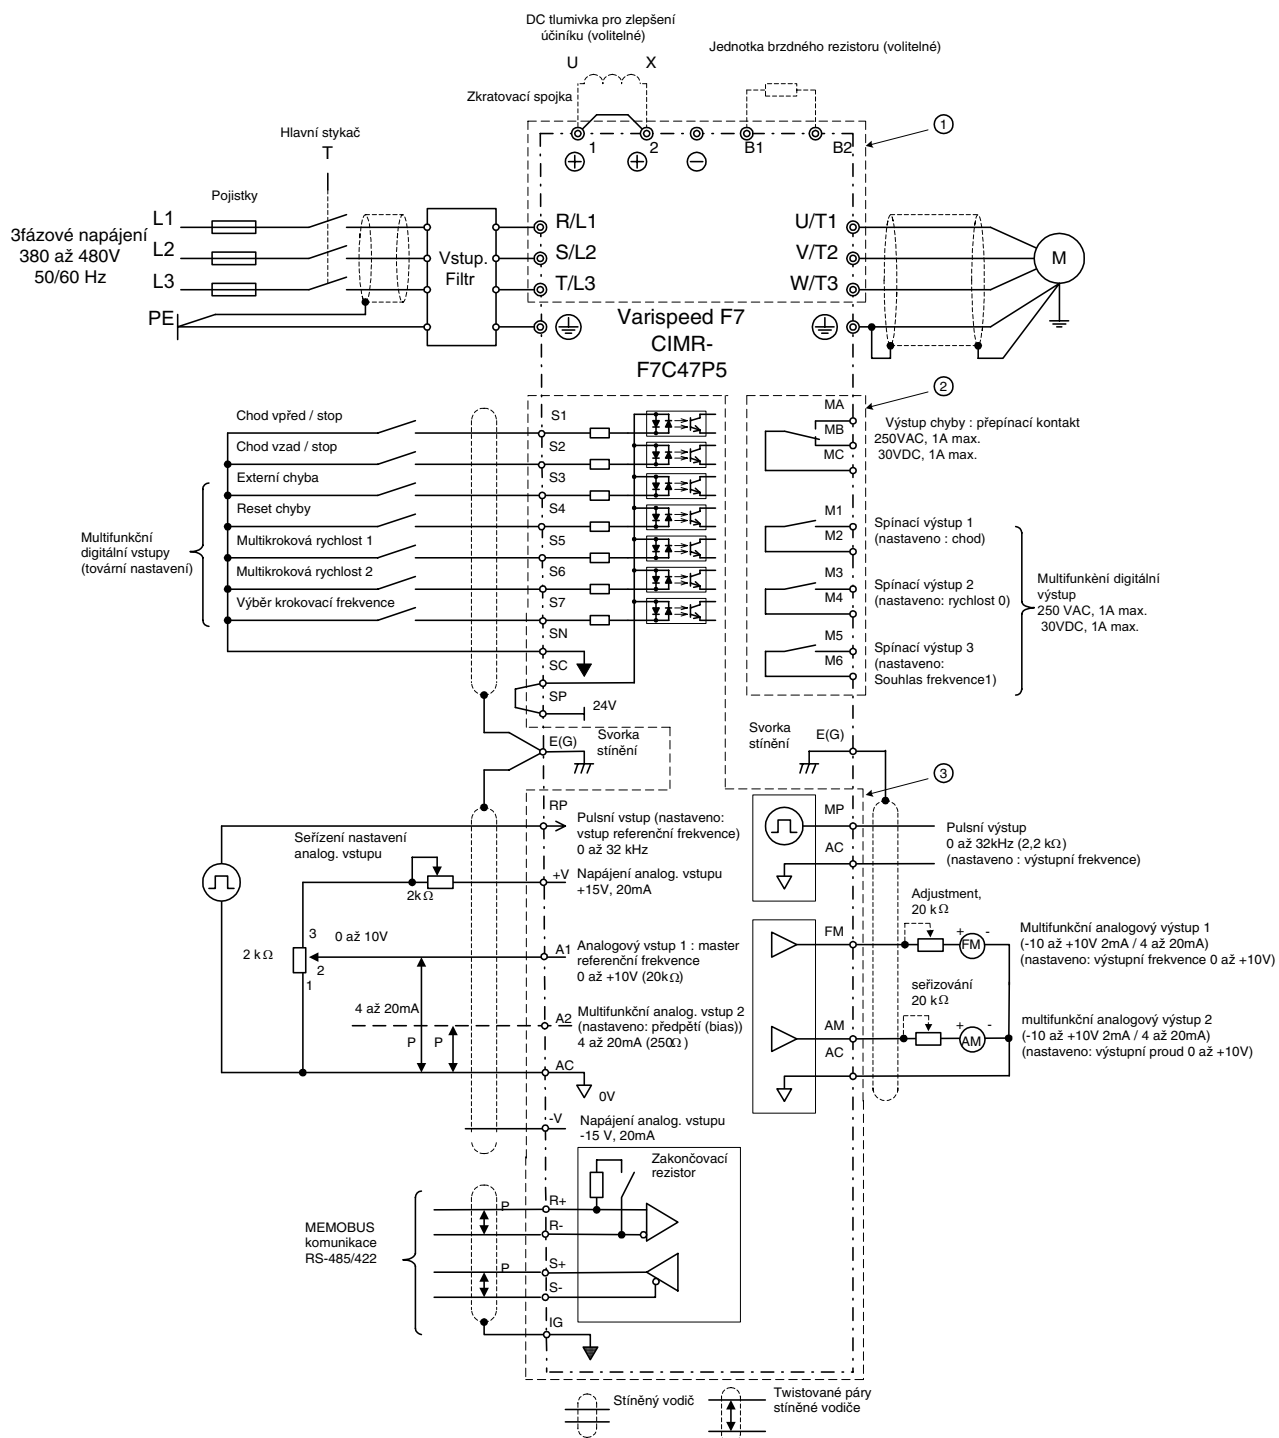 DC tlumivka pro zlepšení
účiníku (volitelné)
Jednotka brzdného rezistoru (volitelné)
U X
Zkratovací spojka
Hlavní stykač
T
1 2 B1 B2
1
Pojistky
3fázové napájení
380 až 480V
50/60 Hz
L1
L2
L3
PE
Vstup.
Filtr
R/L1
S/L2
T/L3
U/T1
V/T2
W/T3
M
Varispeed F7
CIMR-
F7C47P5
Chod vpřed / stop
Chod vzad / stop
Externí chyba
Reset chyby
Multikroková rychlost 1
Multikroková rychlost 2
Výběr krokovací frekvence
Multifunkční
digitální vstupy
(tovární nastavení)
S1
S2
S3
S4
S5
S6
S7
SN
SC
SP
24V
E(G)
Svorka
stínění
2
MA
MB
MC
Výstup chyby : přepínací kontakt
250VAC, 1A max.
30VDC, 1A max.
M1
M2
Spínací výstup 1
(nastaveno : chod)
M3
M4
Spínací výstup 2
(nastaveno: rychlost 0)
M5
M6
Spínací výstup 3
(nastaveno:
Souhlas frekvence1)
Multifunkèní digitální
výstup
250 VAC, 1A max.
30VDC, 1A max.
Svorka
stínění
E(G)
3
RP
Pulsní vstup (nastaveno:
vstup referenční frekvence)
0 až 32 kHz
Seřízení nastavení
analog. vstupu
2kΩ
+V
Napájení analog. vstupu
+15V, 20mA
2 kΩ
3
2
1
0 až 10V
A1
Analogový vstup 1 : master
referenční frekvence
0 až +10V (20kΩ)
4 až 20mA
P P
A2
Multifunkční analog. vstup 2
(nastaveno: předpětí (bias))
4 až 20mA (250Ω )
AC
0V
-V
Napájení analog. vstupu
-15 V, 20mA
MP
AC
Pulsní výstup
0 až 32kHz (2,2 kΩ)
(nastaveno : výstupní frekvence)
Adjustment,
20 kΩ
FM
+ -
FM
Multifunkční analogový výstup 1
(-10 až +10V 2mA / 4 až 20mA)
(nastaveno: výstupní frekvence 0 až +10V)
seřizování
20 kΩ
AM
AC
+ -
AM
multifunkční analogový výstup 2
(-10 až +10V 2mA / 4 až 20mA)
(nastaveno: výstupní proud 0 až +10V)
Zakončovací
rezistor
MEMOBUS
komunikace
RS-485/422
P
P
R+
R-
S+
S-
IG
Stíněný vodič
Twistované páry
stíněné vodiče